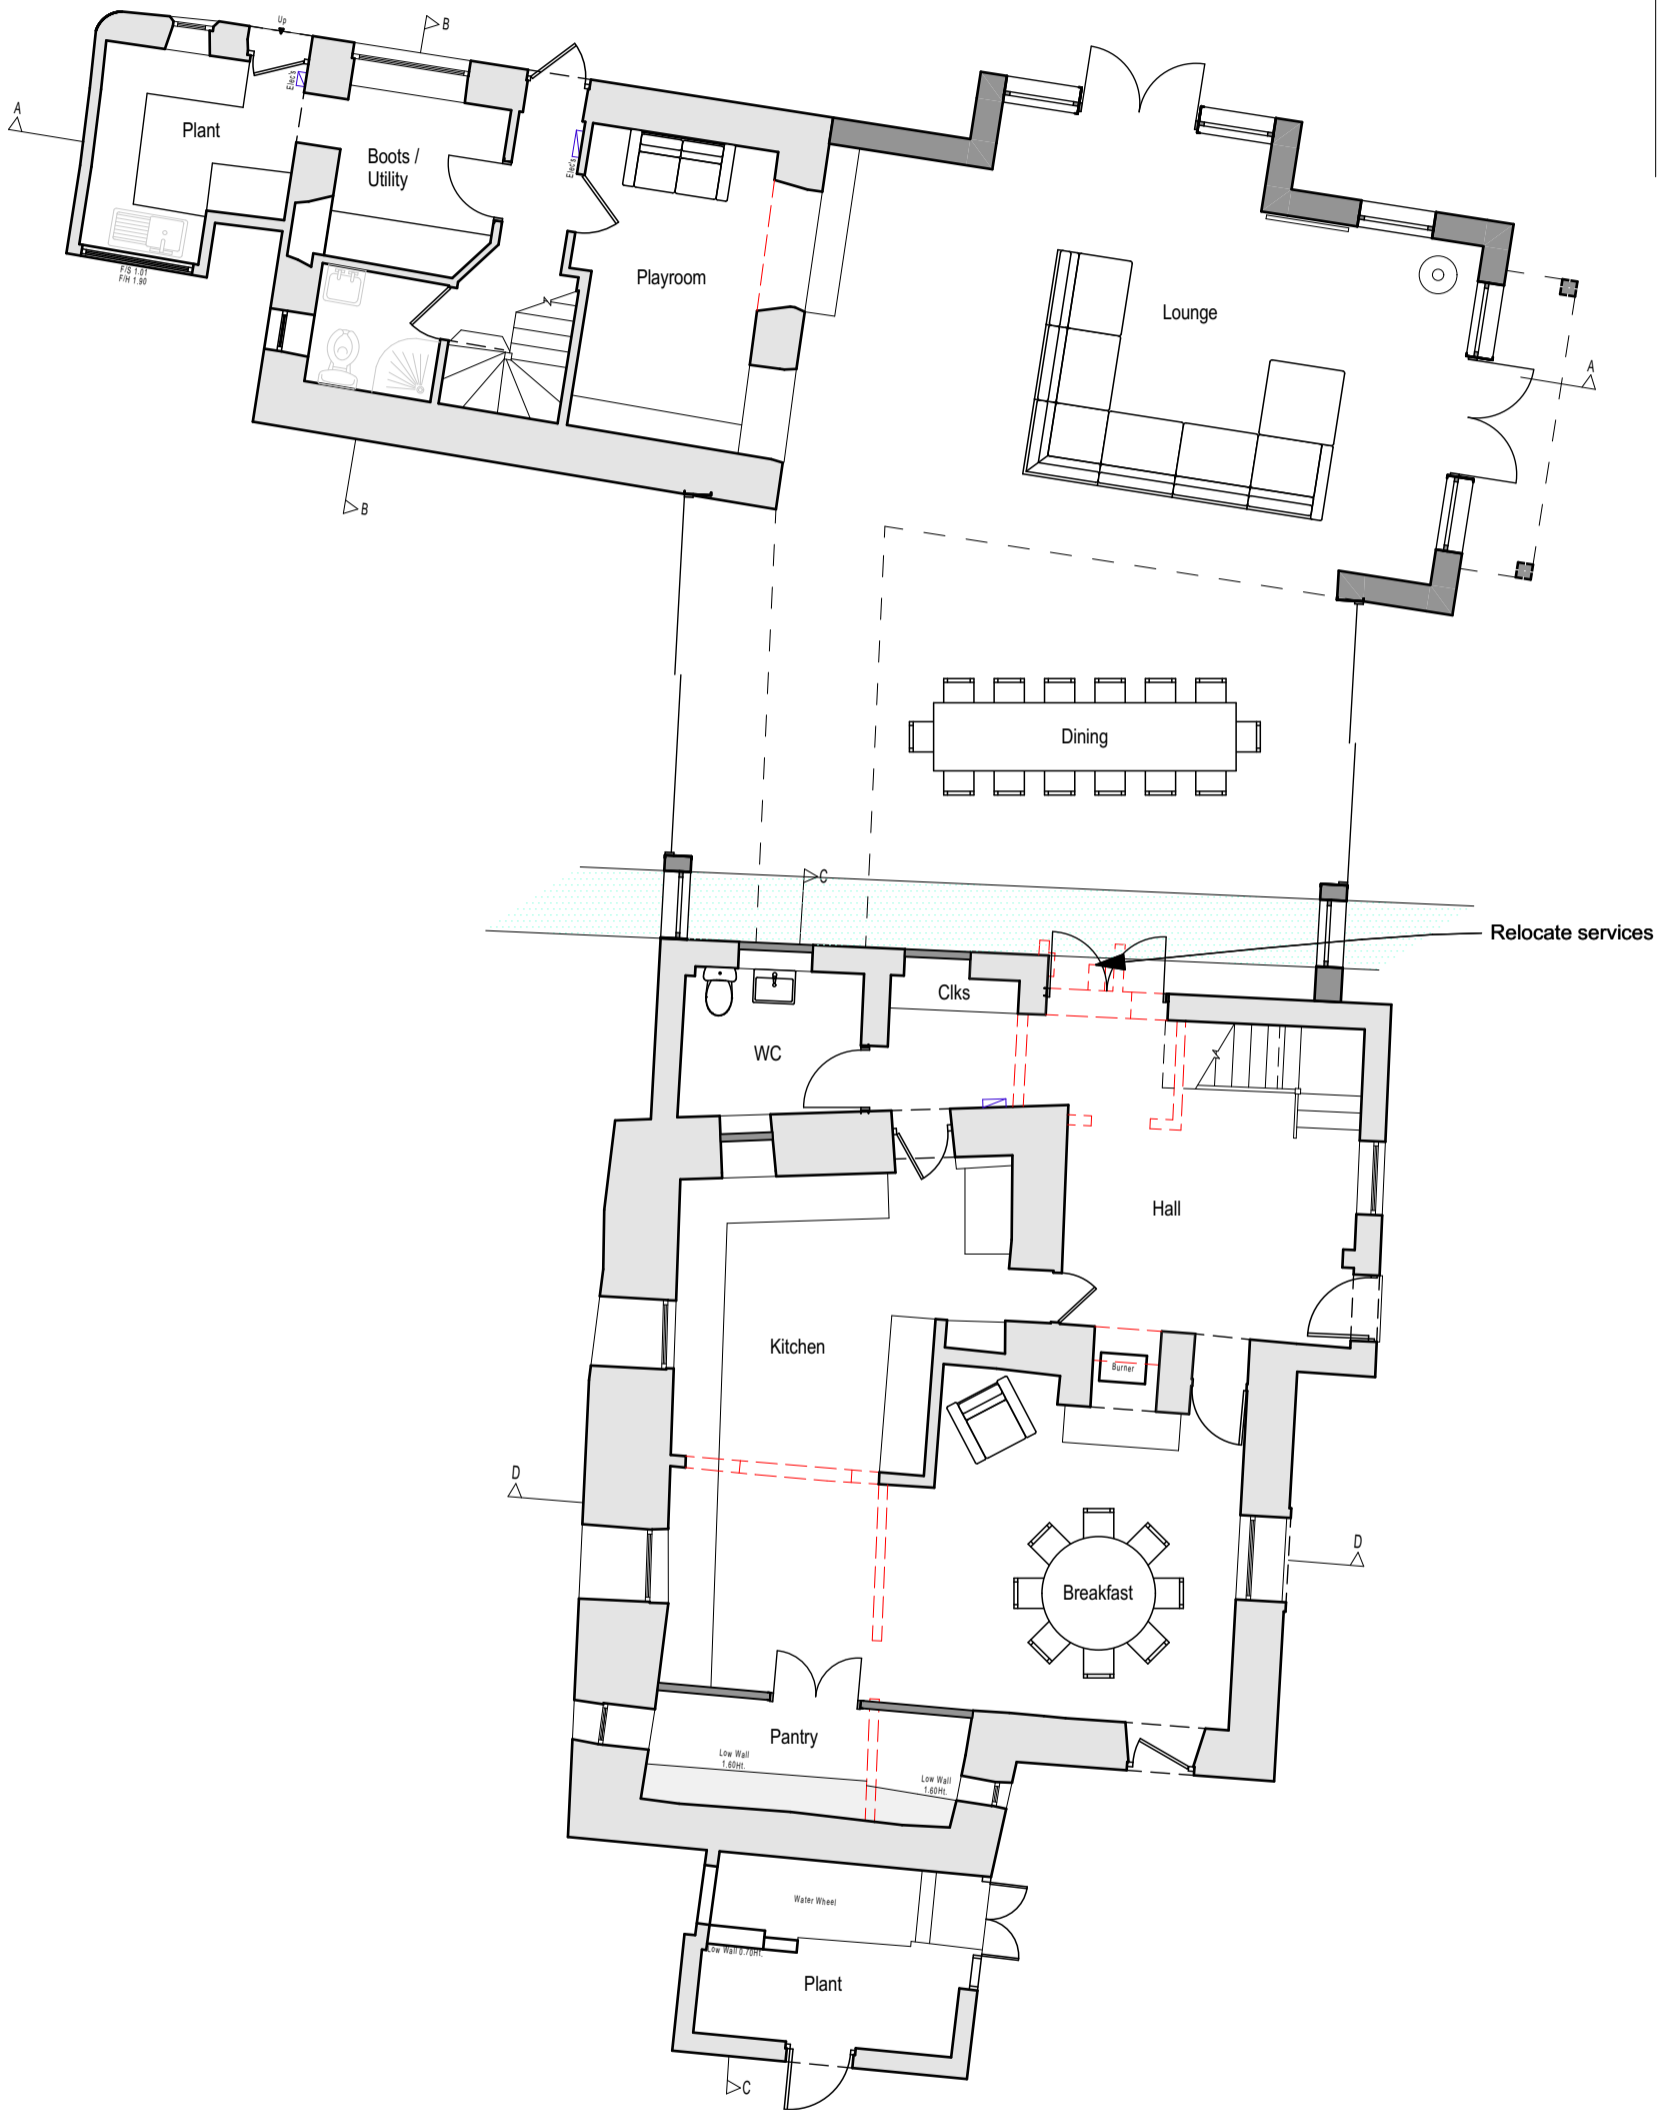 Up
B
A
Elec's
Plant
Boots /
Utility
Elec's
Playroom
F/S 1.01
F/H 1.90
Lounge
A
B
Dining
C
Relocate services
Clks
WC
Hall
Kitchen
Burner
D
D
Breakfast
Pantry
Low Wall
1.60Ht.
Low Wall
1.60Ht.
Water Wheel
Low Wall 0.70Ht.
Plant
C